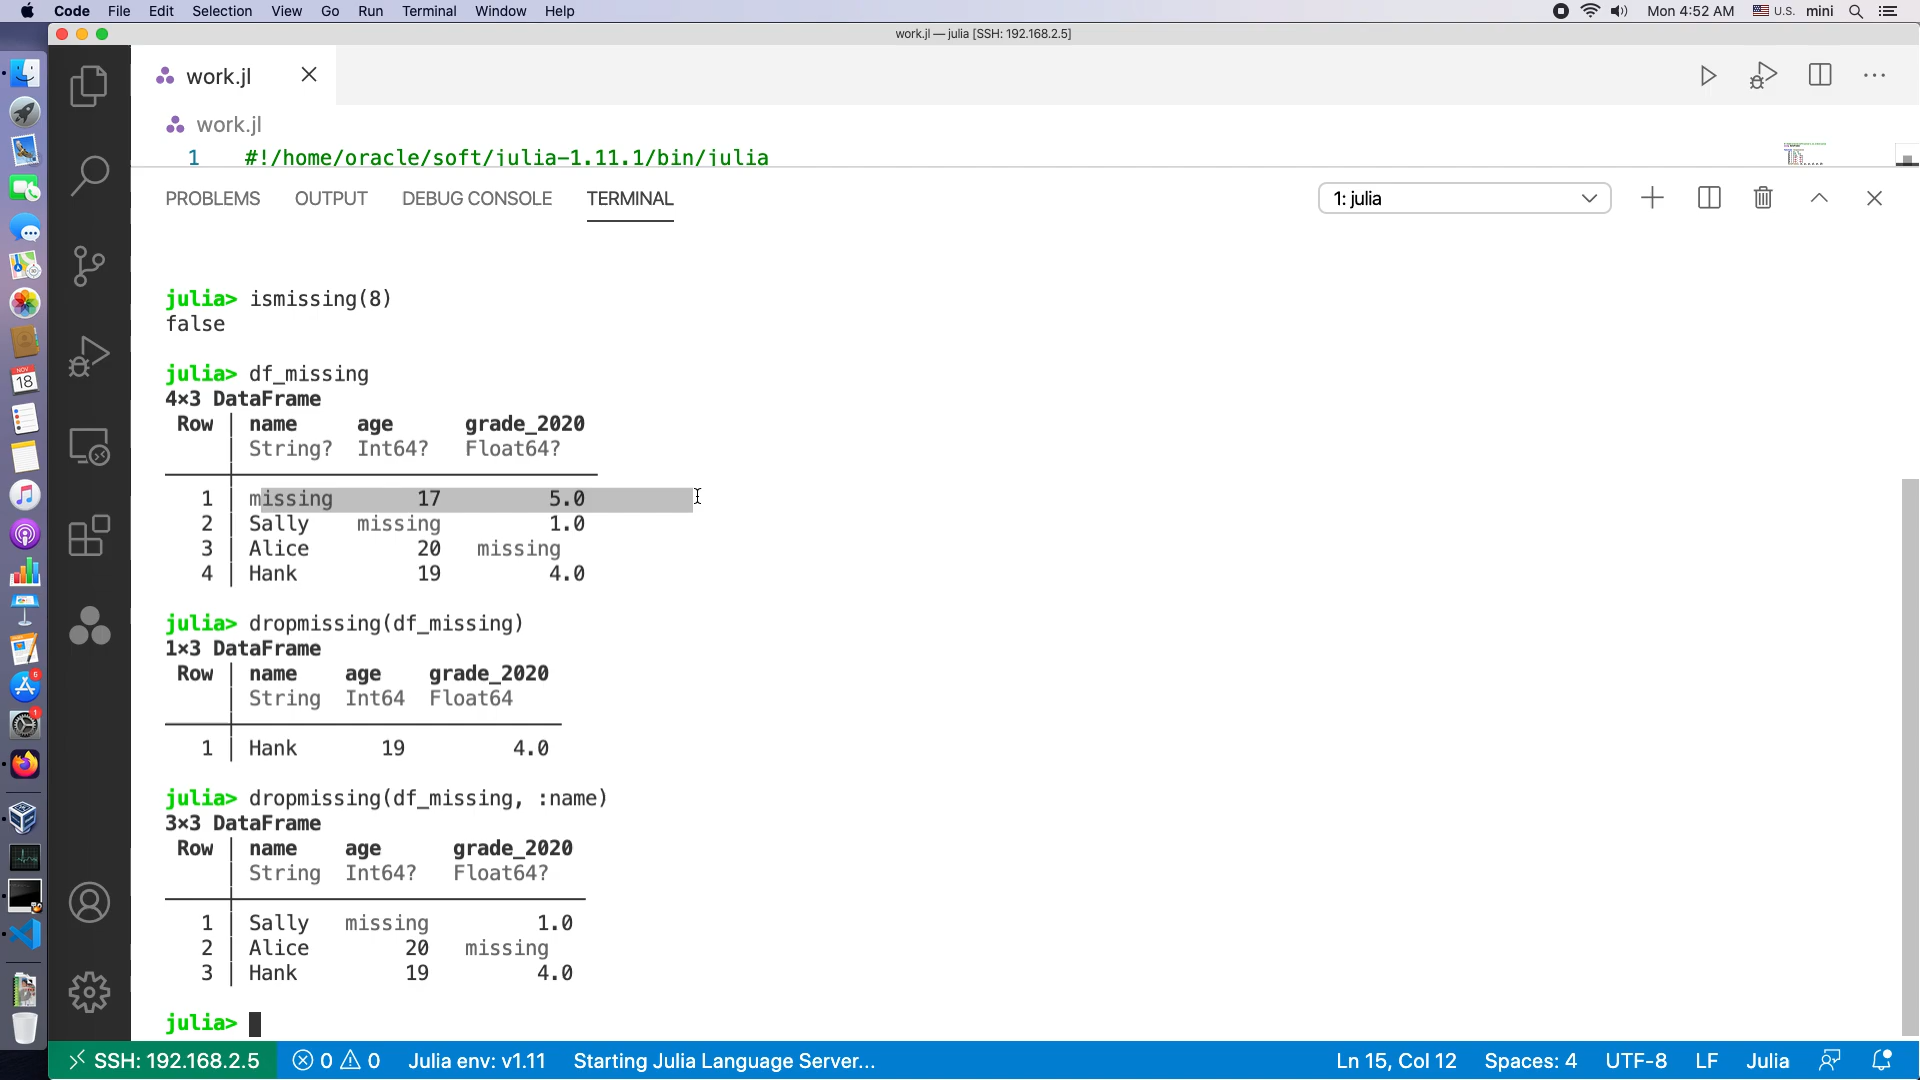 Code File Edit Selection View Go Run Terminal Window Help Mon 4:52 AM U.S. mini
work.jl — julia [SSH: 192.168.2.5]
work.jl
work.jl
1 #!/home/oracle/soft/julia-1.11.1/bin/julia
PROBLEMS OUTPUT DEBUG CONSOLE TERMINAL 1: julia
julia> ismissing(8)
false
julia> df_missing
4×3 DataFrame
Row │ name age grade_2020
│ String? Int64? Float64?
1 │ missing 17 5.0
2 │ Sally missing 1.0
3 │ Alice 20 missing
4 │ Hank 19 4.0
julia> dropmissing(df_missing)
1×3 DataFrame
Row │ name age grade_2020
│ String Int64 Float64
1 │ Hank 19 4.0
julia> dropmissing(df_missing, :name)
3×3 DataFrame
Row │ name age grade_2020
│ String Int64? Float64?
1 │ Sally missing 1.0
2 │ Alice 20 missing
3 │ Hank 19 4.0
julia>
SSH: 192.168.2.5 0 0 Julia env: v1.11 Starting Julia Language Server... Ln 15, Col 12 Spaces: 4 UTF-8 LF Julia
NOV
18